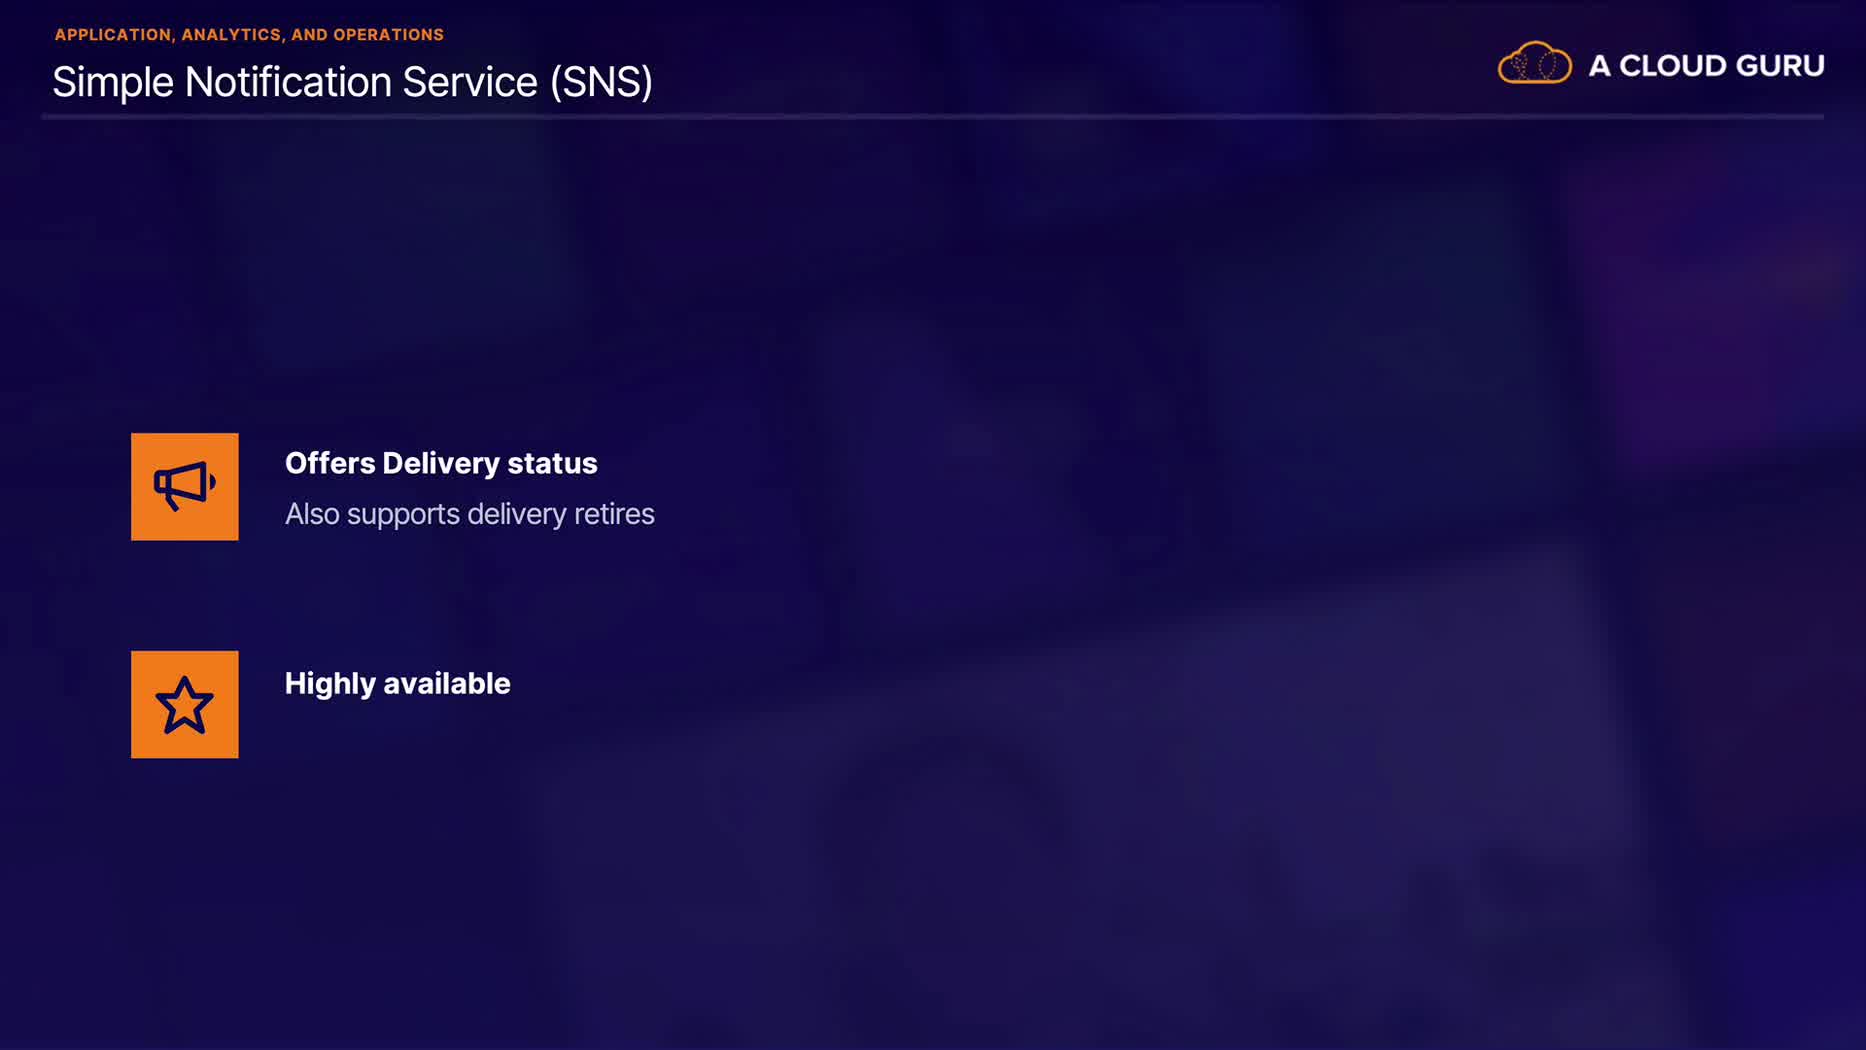 APPLICATION, ANALYTICS, AND OPERATIONS
Simple Notification Service (SNS)
A CLOUD GURU
Offers Delivery status
Also supports delivery retires
Highly available